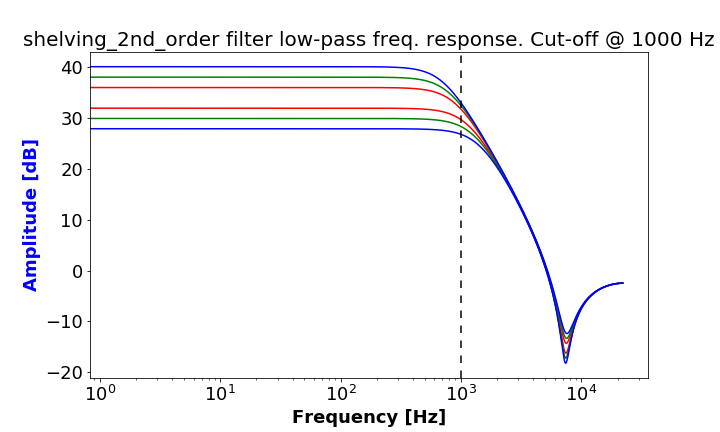 shelving_2nd_order filter low-pass freq. response. Cut-off @ 1000 Hz
40
30
20
10
0
−10
−20
Amplitude [dB]
10⁰ 10¹ 10² 10³ 10⁴
Frequency [Hz]